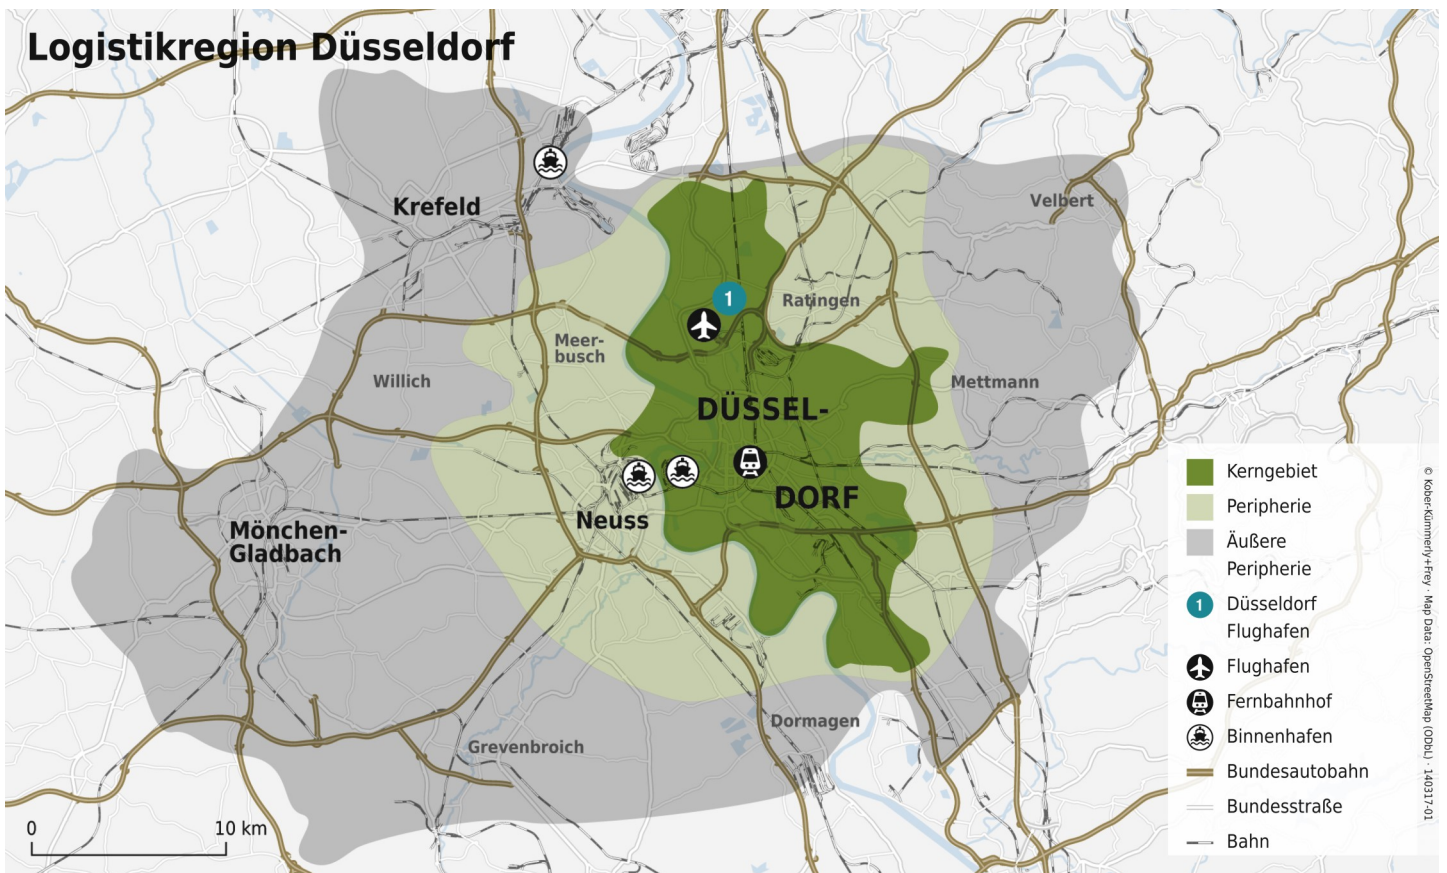 Logistikregion Düsseldorf
Krefeld
Velbert
Ratingen
1
Meer-
busch
Willich
Mettmann
DÜSSEL-
DORF
Neuss
Mönchen-
Gladbach
Dormagen
Grevenbroich
0
10 km
Kerngebiet
Peripherie
Äußere
Peripherie
1
Düsseldorf
Flughafen
Flughafen
Fernbahnhof
Binnenhafen
Bundesautobahn
Bundesstraße
Bahn
© Kober-Kümmerly+Frey · Map Data: OpenStreetMap (ODbL) · 140317-01